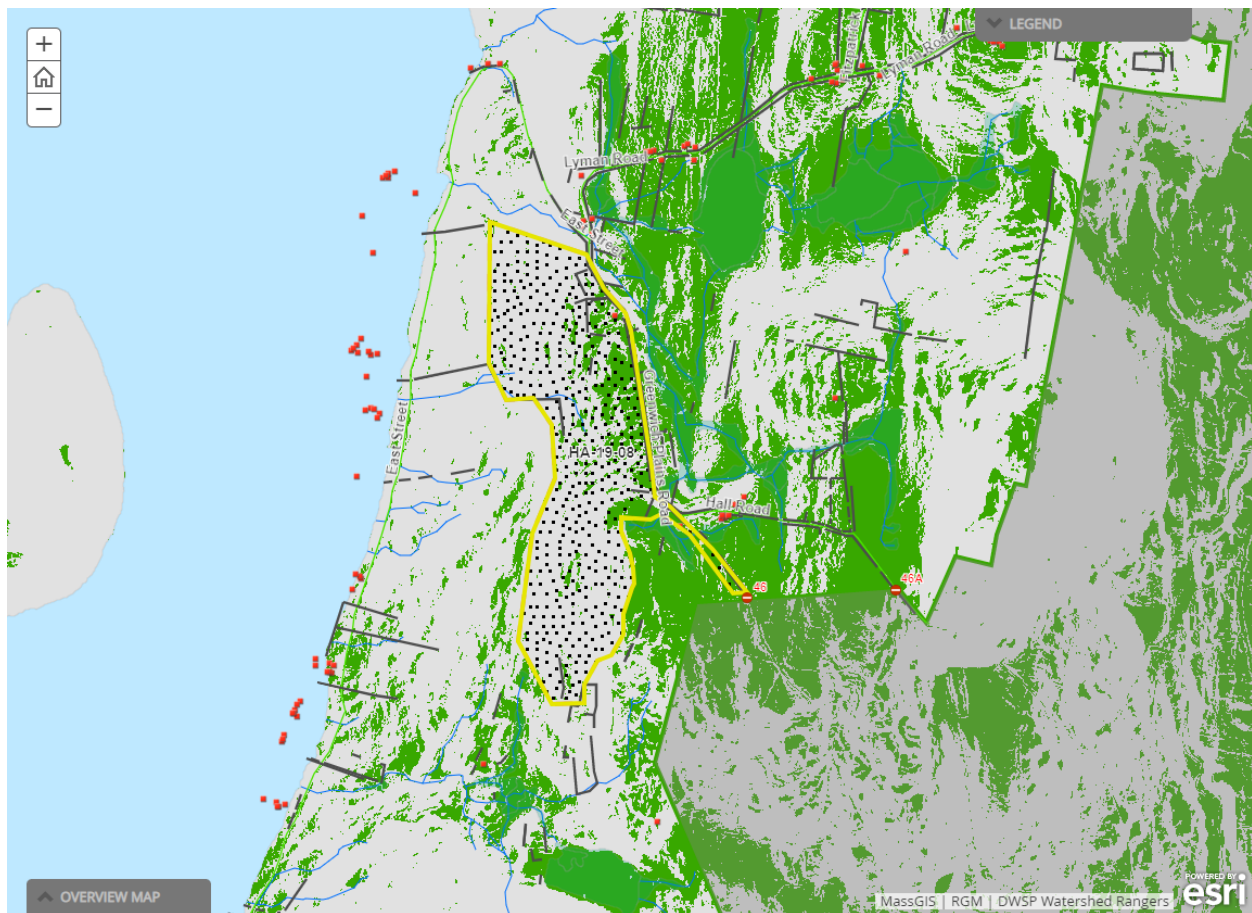 +
−
LEGEND
Fitzpatrick
Lyman Road
Lyman Road
East Street
HA-19-08
Greenwich Plains Road
East Street
Hall Road
46
46A
OVERVIEW MAP
MassGIS | RGM | DWSP Watershed Rangers
POWERED BY
esri